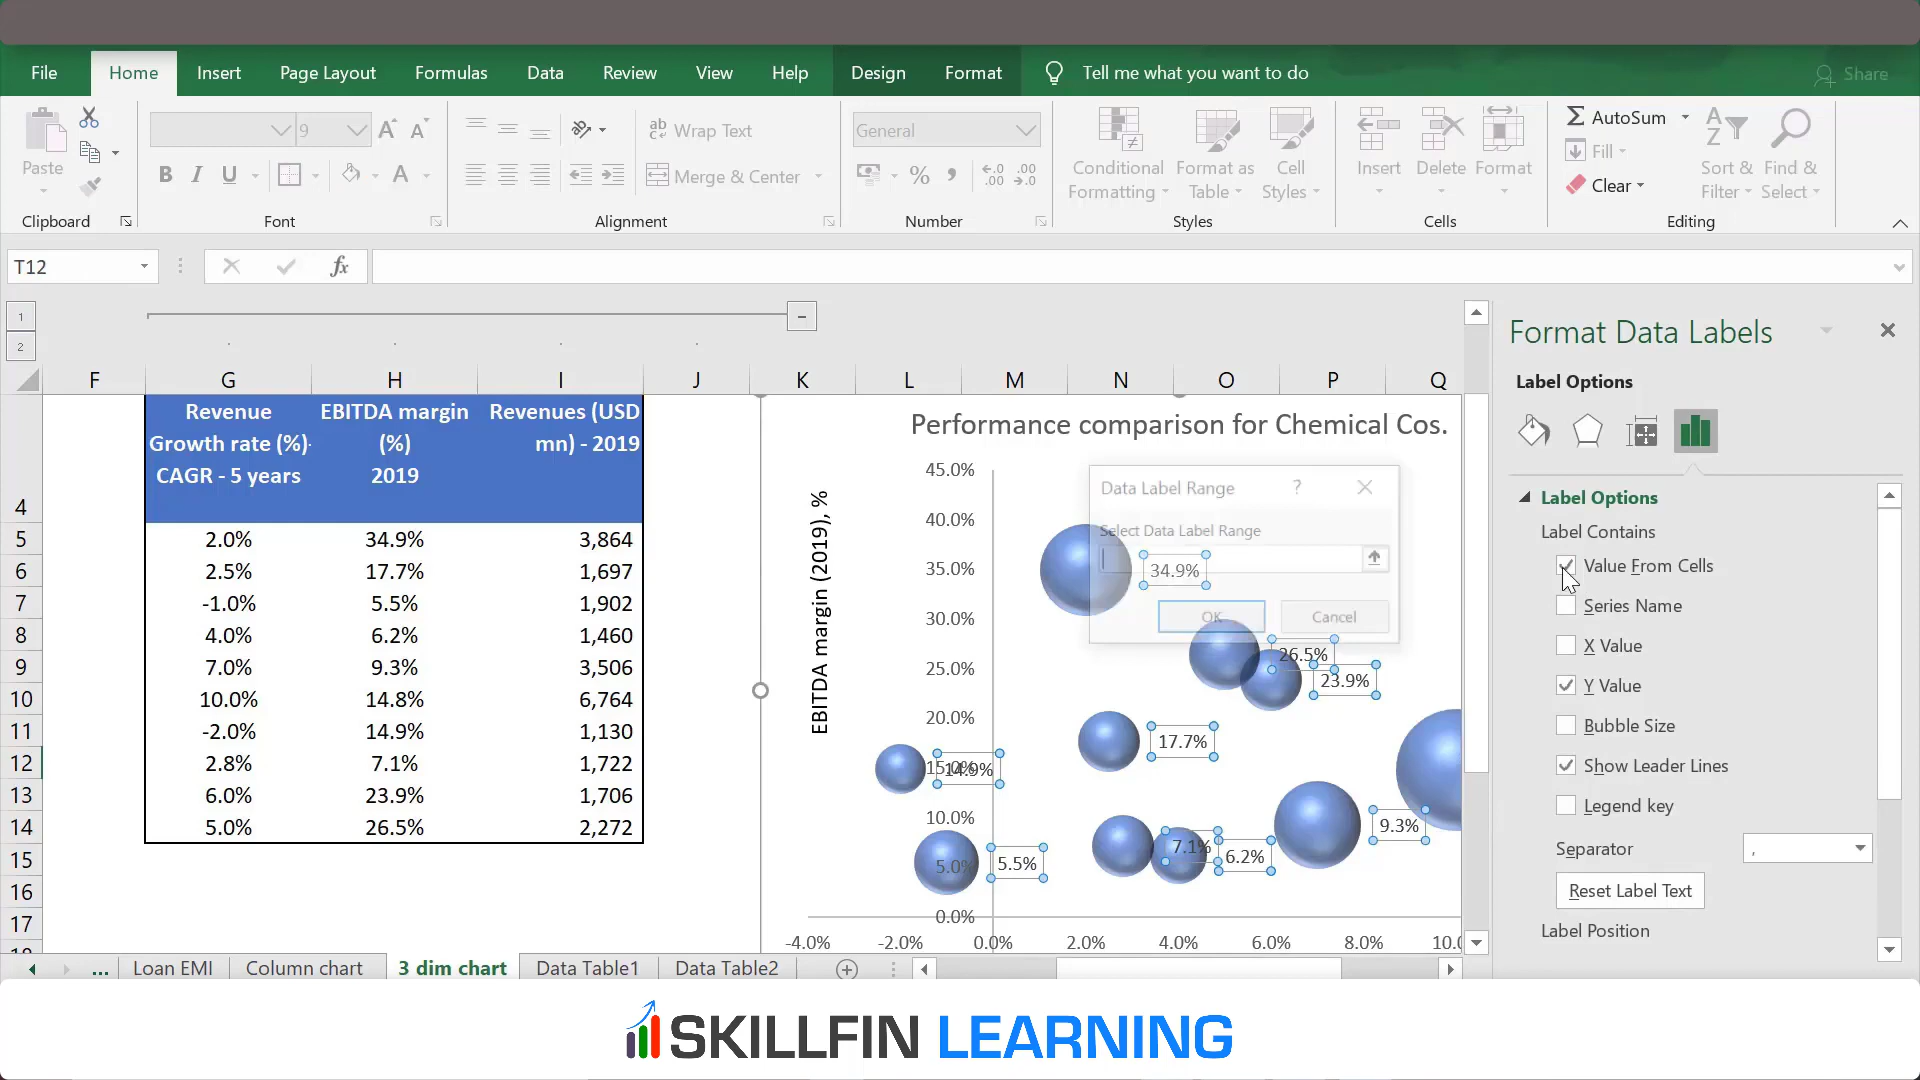 File Home Insert Page Layout Formulas Data Review View Help Design Format Tell me what you want to do Share
Paste
Clipboard
9
B I U A
Font
ab Wrap Text
Merge & Center
Alignment
General
%
Number
Conditional Formatting
Format as Table
Cell Styles
Styles
Insert Delete Format
Cells
AutoSum
Fill
Clear
Sort & Filter
Find & Select
Editing
T12
fx
1
2
F G H I J K L M N O P Q
4
Revenue
Growth rate (%)-
CAGR - 5 years
EBITDA margin
(%)
2019
Revenues (USD
mn) - 2019
5 2.0% 34.9% 3,864
6 2.5% 17.7% 1,697
7 -1.0% 5.5% 1,902
8 4.0% 6.2% 1,460
9 7.0% 9.3% 3,506
10 10.0% 14.8% 6,764
11 -2.0% 14.9% 1,130
12 2.8% 7.1% 1,722
13 6.0% 23.9% 1,706
14 5.0% 26.5% 2,272
15
16
17
Performance comparison for Chemical Cos.
EBITDA margin (2019), %
45.0%
40.0%
35.0%
30.0%
25.0%
20.0%
15.0%
10.0%
5.0%
0.0%
-4.0% -2.0% 0.0% 2.0% 4.0% 6.0% 8.0% 10.0
34.9%
26.5%
23.9%
17.7%
14.9%
9.3%
7.1%
6.2%
5.5%
Data Label Range ?
Select Data Label Range
OK Cancel
Format Data Labels
Label Options
Label Options
Label Contains
Value From Cells
Series Name
X Value
Y Value
Bubble Size
Show Leader Lines
Legend key
Separator ,
Reset Label Text
Label Position
... Loan EMI Column chart 3 dim chart Data Table1 Data Table2
SKILLFIN LEARNING